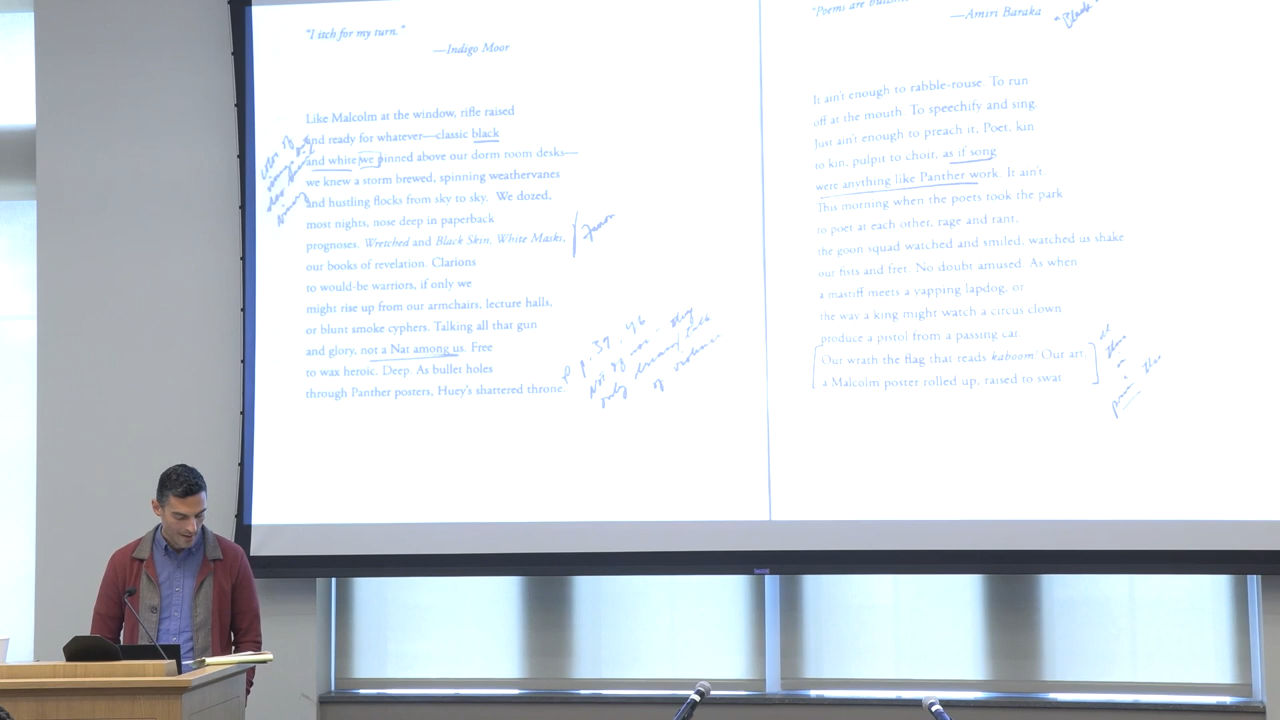 "I itch for my turn."
—Indigo Moor
Like Malcolm at the window, rifle raised
and ready for whatever—classic black
and white we pinned above our dorm room desks—
we knew a storm brewed, spinning weathervanes
and hustling flocks from sky to sky. We dozed,
most nights, nose deep in paperback
prognoses. Wretched and Black Skin, White Masks,
our books of revelation. Clarions
to would-be warriors, if only we
might rise up from our armchairs, lecture halls,
or blunt smoke cyphers. Talking all that gun
and glory, not a Nat among us. Free
to wax heroic. Deep. As bullet holes
through Panther posters, Huey's shattered throne.
Fanon
p. 39, 46
only
of violence
"Poems are
—Amiri Baraka
"Black
It ain't enough to rabble-rouse. To run
off at the mouth. To speechify and sing.
Just ain't enough to preach it, Poet, kin
to kin, pulpit to choir, as if song
were anything like Panther work. It ain't.
This morning when the poets took the park
to poet at each other, rage and rant,
the goon squad watched and smiled, watched us shake
our fists and fret. No doubt amused. As when
a mastiff meets a yapping lapdog, or
the way a king might watch a circus clown
produce a pistol from a passing car.
Our wrath the flag that reads kaboom! Our art,
a Malcolm poster rolled up, raised to swat.